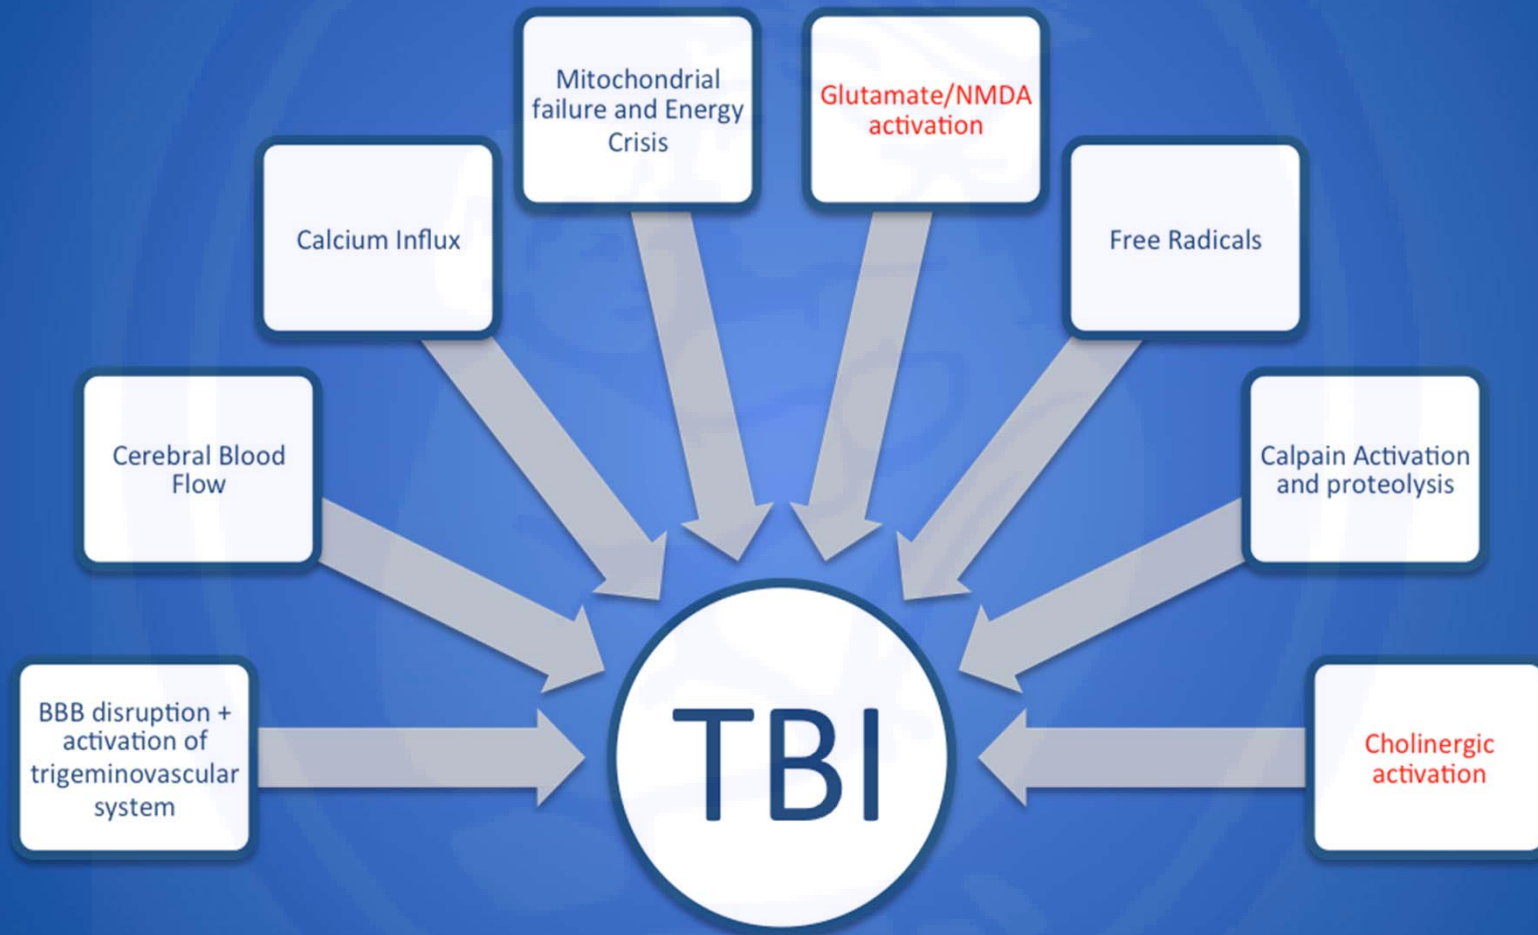 Mitochondrial
failure and Energy
Crisis
Glutamate/NMDA
activation
Calcium Influx
Free Radicals
Cerebral Blood
Flow
Calpain Activation
and proteolysis
BBB disruption +
activation of
trigeminovascular
system
TBI
Cholinergic
activation